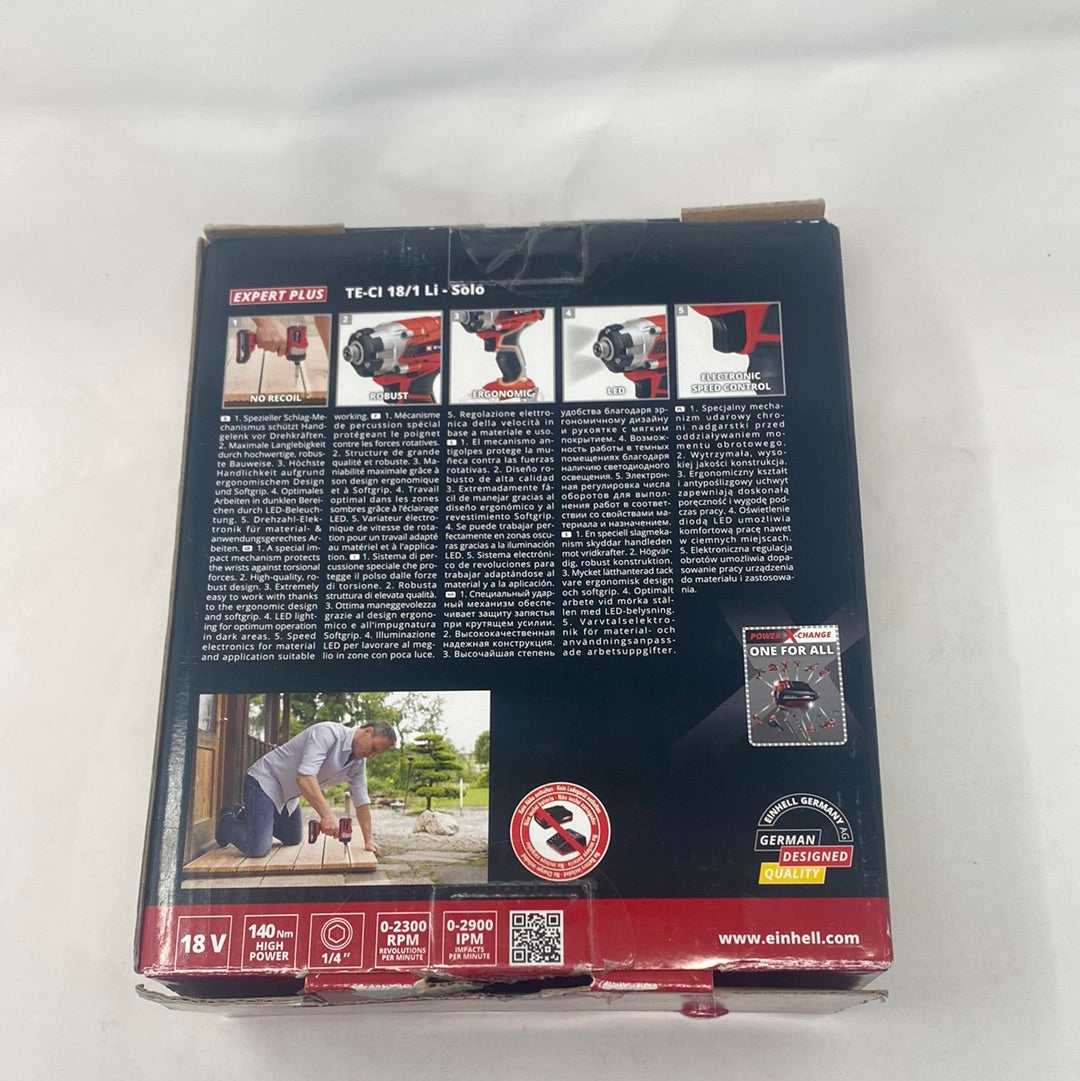 EXPERT PLUS
TE-CI 18/1 Li - Solo
1
NO RECOIL
2
ROBUST
3
ERGONOMIC
4
LED
5
ELECTRONIC
SPEED CONTROL
1. Spezieller Schlag-Me-
chanismus schützt Hand-
gelenk vor Drehkräften.
2. Maximale Langlebigkeit
durch hochwertige, robus-
te Bauweise. 3. Höchste
Handlichkeit aufgrund
ergonomischem Design
und Softgrip. 4. Optimales
Arbeiten in dunklen Berei-
chen durch LED-Beleuch-
tung. 5. Drehzahl-Elek-
tronik für material- &
anwendungsgerechtes Ar-
beiten. 1. A special im-
pact mechanism protects
the wrists against torsional
forces. 2. High-quality, ro-
bust design. 3. Extremely
easy to work with thanks
to the ergonomic design
and softgrip. 4. LED light-
ing for optimum operation
in dark areas. 5. Speed
electronics for material
and application suitable
working. 1. Mécanisme
de percussion spécial
protégeant le poignet
contre les forces rotatives.
2. Structure de grande
qualité et robuste. 3. Ma-
niabilité maximale grâce à
son design ergonomique
et à Softgrip. 4. Travail
optimal dans les zones
sombres grâce à l'éclairage
LED. 5. Variateur électro-
nique de vitesse de rota-
tion pour un travail adapté
au matériel et à l'applica-
tion. 1. Sistema di per-
cussione speciale che pro-
tegge il polso dalle forze
di torsione. 2. Robusta
struttura di elevata qualità.
3. Ottima maneggevolezza
grazie al design ergono-
mico e all'impugnatura
Softgrip. 4. Illuminazione
LED per lavorare al meg-
lio in zone con poca luce.
5. Regolazione elettro-
nica della velocità in
base a materiale e uso.
1. El mecanismo an-
tigolpes protege la mu-
ñeca contra las fuerzas
rotativas. 2. Diseño ro-
busto de alta calidad
3. Extremadamente fá-
cil de manejar gracias al
diseño ergonómico y al
revestimiento Softgrip.
4. Se puede trabajar per-
fectamente en zonas oscu-
ras gracias a la iluminación
LED. 5. Sistema electróni-
co de revoluciones para
trabajar adaptándose al
material y a la aplicación.
1. Специальный удар-
ный механизм обеспе-
чивает защиту запястья
при крутящем усилии.
2. Высококачественная
надежная конструкция.
3. Высочайшая степень
удобства благодаря эр-
гономичному дизайну
и рукоятке с мягким
покрытием. 4. Возмож-
ность работы в темных
помещениях благодаря
наличию светодиодного
освещения. 5. Электрон-
ная регулировка числа
оборотов для выпол-
нения работ в соответ-
ствии со свойствами ма-
териала и назначением.
1. En speciell slagmeka-
nism skyddar handleden
mot vridkrafter. 2. Högvär-
dig, robust konstruktion.
3. Mycket lätthanterad tack
vare ergonomisk design
och softgrip. 4. Optimalt
arbete vid mörka stäl-
len med LED-belysning.
5. Varvtalselektro-
nik för material- och
användningsanpass-
ade arbetsuppgifter.
PL 1. Specjalny mecha-
nizm udarowy chro-
ni nadgarstki przed
oddziaływaniem mo-
mentu obrotowego.
2. Wytrzymała, wyso-
kiej jakości konstrukcja.
3. Ergonomiczny kształt
i antypoślizgowy uchwyt
zapewniają doskonałą
poręczność i wygodę pod-
czas pracy. 4. Oświetlenie
diodą LED umożliwia
komfortową pracę nawet
w ciemnych miejscach.
5. Elektroniczna regulacja
obrotów umożliwia dopa-
sowanie pracy urządzenia
do materiału i zastosowa-
nia.
POWER X-CHANGE
ONE FOR ALL
EINHELL GERMANY AG
GERMAN
DESIGNED
QUALITY
18 V
140 Nm
HIGH
POWER
1/4"
0-2300
RPM
REVOLUTIONS
PER MINUTE
0-2900
IPM
IMPACTS
PER MINUTE
www.einhell.com